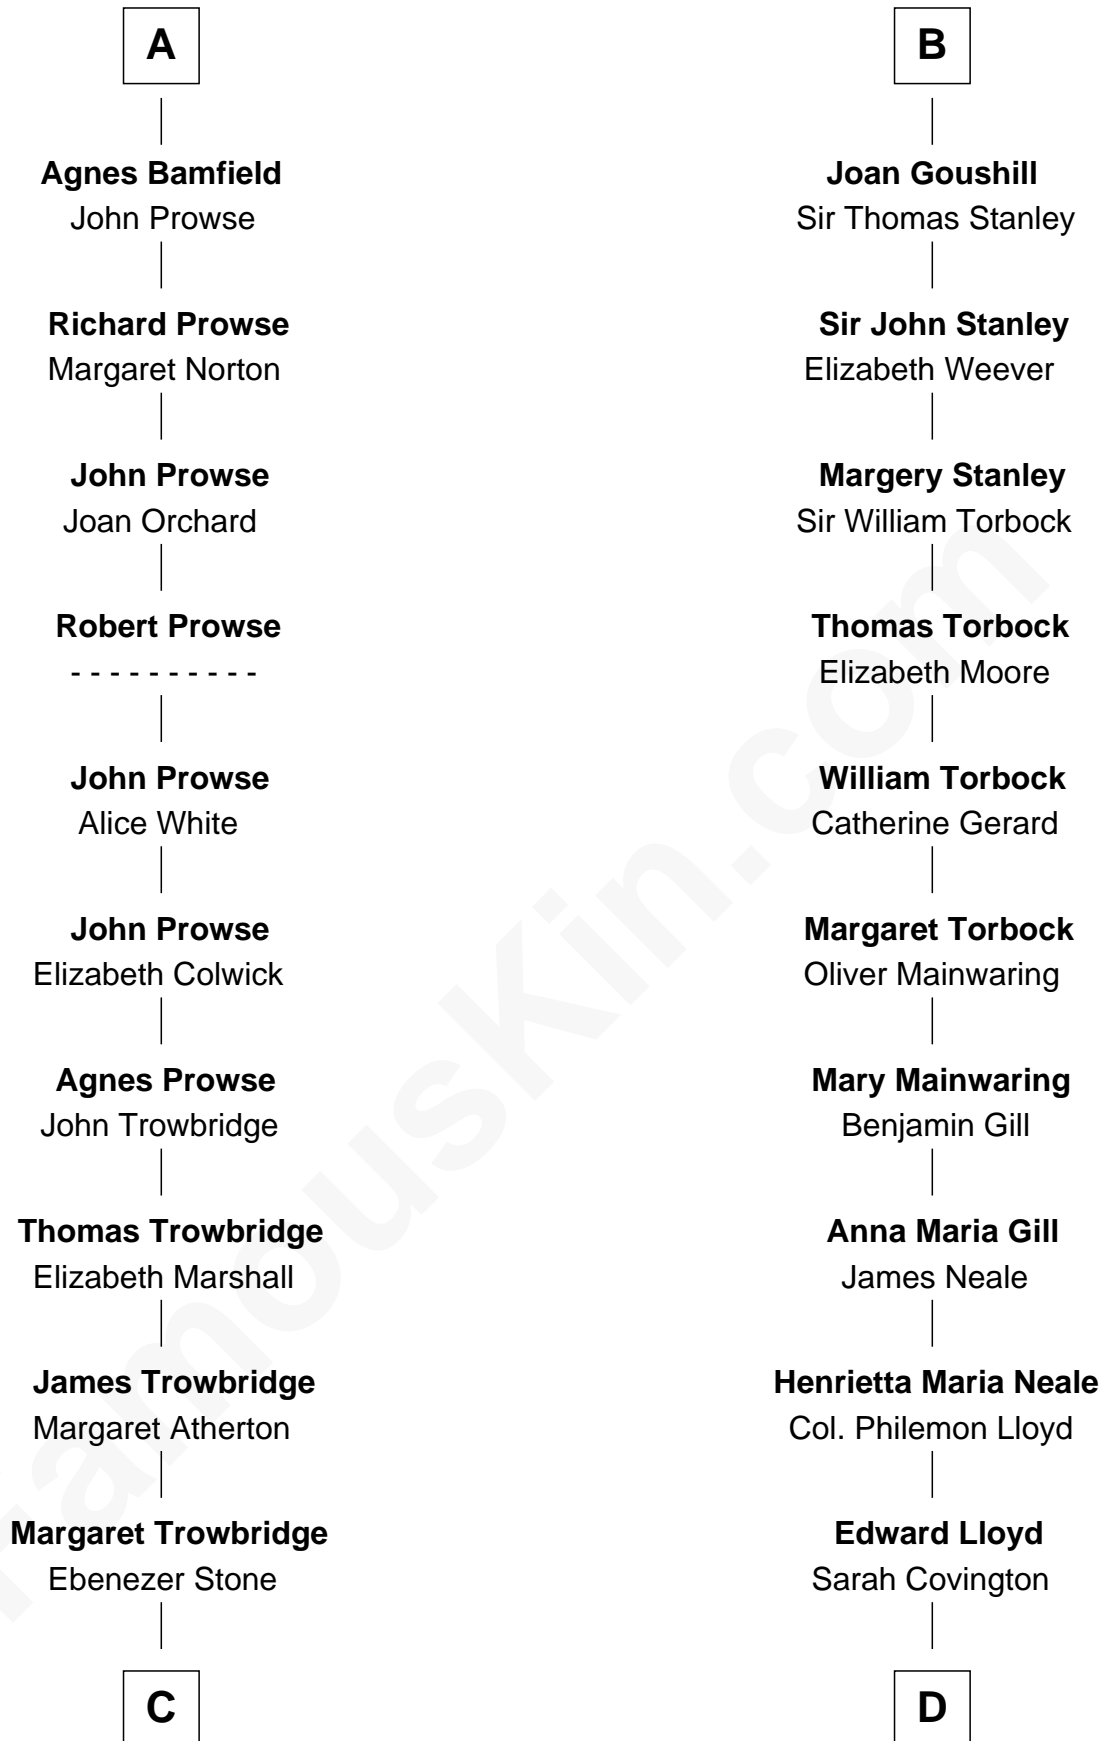 A
Agnes Bamfield
John Prowse
Richard Prowse
Margaret Norton
John Prowse
Joan Orchard
Robert Prowse
- - - - - - - - - -
John Prowse
Alice White
John Prowse
Elizabeth Colwick
Agnes Prowse
John Trowbridge
Thomas Trowbridge
Elizabeth Marshall
James Trowbridge
Margaret Atherton
Margaret Trowbridge
Ebenezer Stone
C
B
Joan Goushill
Sir Thomas Stanley
Sir John Stanley
Elizabeth Weever
Margery Stanley
Sir William Torbock
Thomas Torbock
Elizabeth Moore
William Torbock
Catherine Gerard
Margaret Torbock
Oliver Mainwaring
Mary Mainwaring
Benjamin Gill
Anna Maria Gill
James Neale
Henrietta Maria Neale
Col. Philemon Lloyd
Edward Lloyd
Sarah Covington
D
FamousKin.com